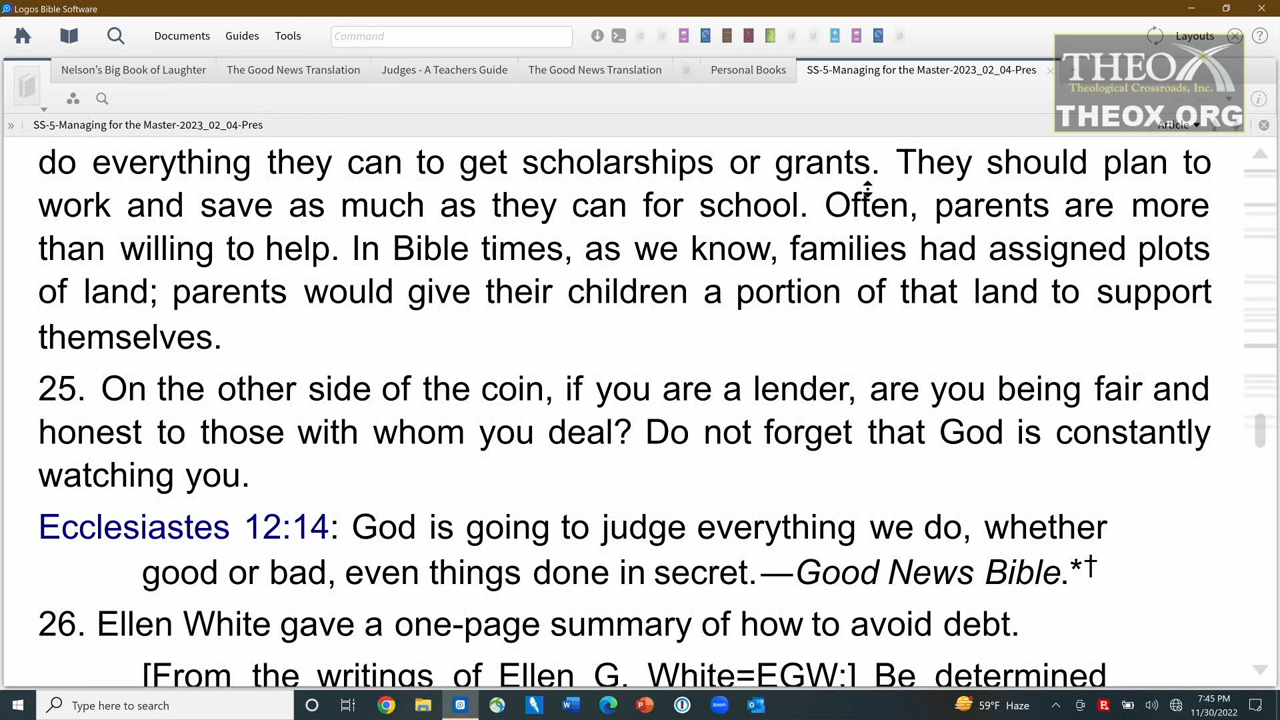 Logos Bible Software
Documents Guides Tools Command Layouts
Nelson's Big Book of Laughter The Good News Translation Judges - A Teachers Guide The Good News Translation Personal Books SS-5-Managing for the Master-2023_02_04-Pres
THEOX
Theological Crossroads, Inc.
THEOX.ORG
SS-5-Managing for the Master-2023_02_04-Pres Article
do everything they can to get scholarships or grants. They should plan to
work and save as much as they can for school. Often, parents are more
than willing to help. In Bible times, as we know, families had assigned plots
of land; parents would give their children a portion of that land to support
themselves.
25. On the other side of the coin, if you are a lender, are you being fair and
honest to those with whom you deal? Do not forget that God is constantly
watching you.
Ecclesiastes 12:14: God is going to judge everything we do, whether
good or bad, even things done in secret.—Good News Bible.*†
26. Ellen White gave a one-page summary of how to avoid debt.
[From the writings of Ellen G. White=EGW:] Be determined
Type here to search
59°F Haze
7:45 PM
11/30/2022